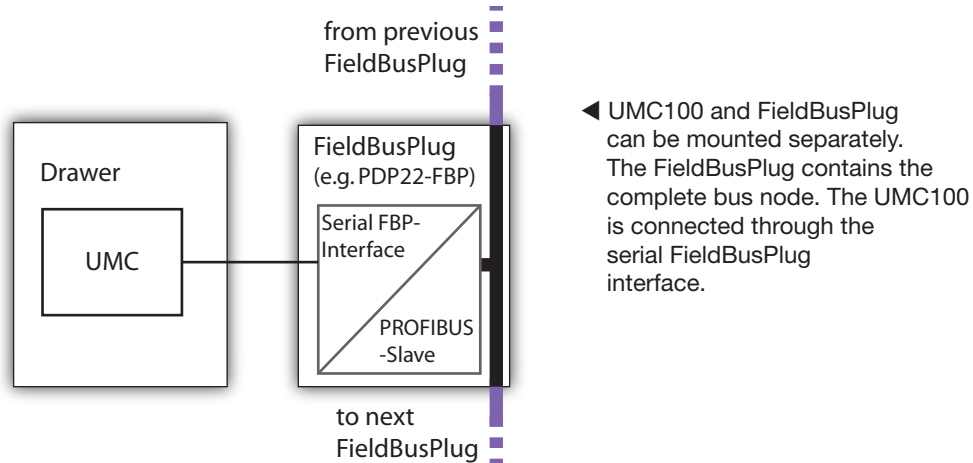 from previous
FieldBusPlug
Drawer
UMC
FieldBusPlug
(e.g. PDP22-FBP)
Serial FBP-
Interface
PROFIBUS
-Slave
to next
FieldBusPlug
UMC100 and FieldBusPlug
can be mounted separately.
The FieldBusPlug contains the
complete bus node. The UMC100
is connected through the
serial FieldBusPlug
interface.